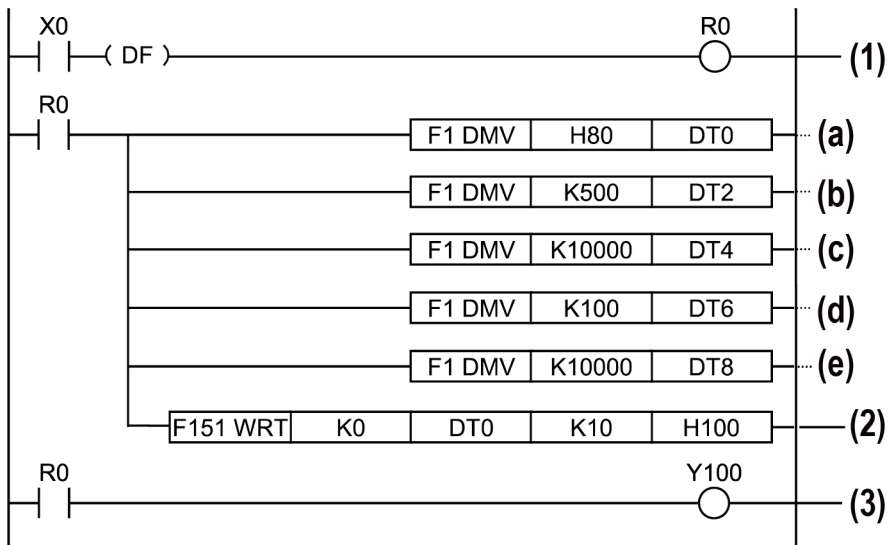 X0 R0
( DF ) (1)
R0
F1 DMV H80 DT0 (a)
F1 DMV K500 DT2 (b)
F1 DMV K10000 DT4 (c)
F1 DMV K100 DT6 (d)
F1 DMV K10000 DT8 (e)
F151 WRT K0 DT0 K10 H100 (2)
R0 Y100
(3)